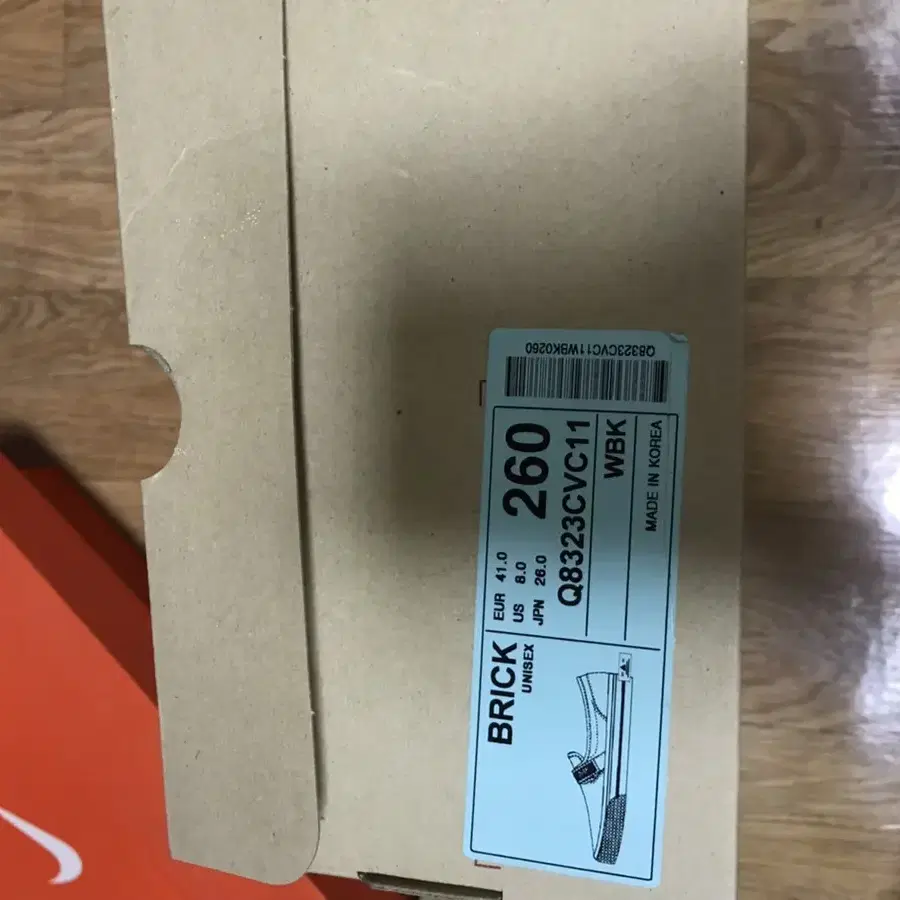 BRICK
UNISEX
EUR 41.0
US 8.0
JPN 26.0
260
Q8323CVC11
WBK
MADE IN KOREA
Q8323CVC11WBK0260